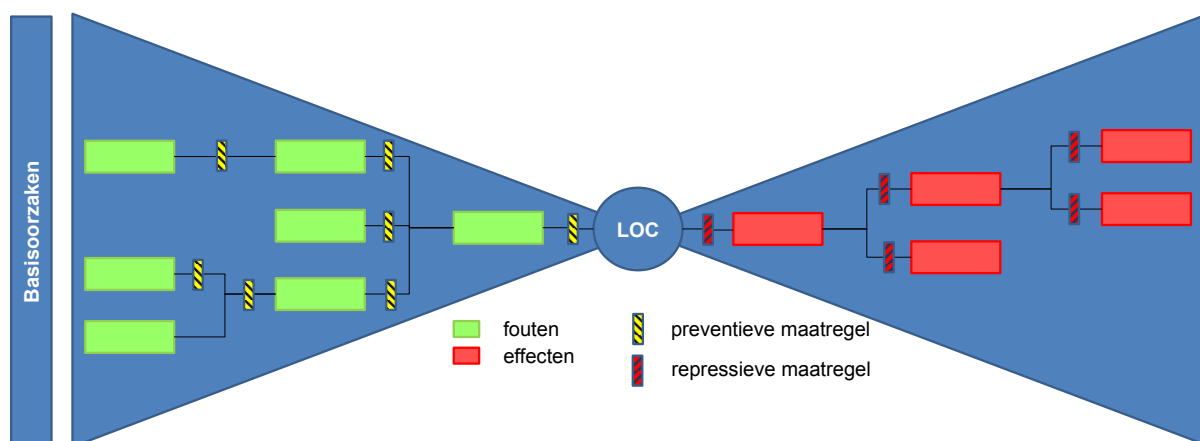 Basisoorzaken
LOC
fouten
effecten
preventieve maatregel
repressieve maatregel